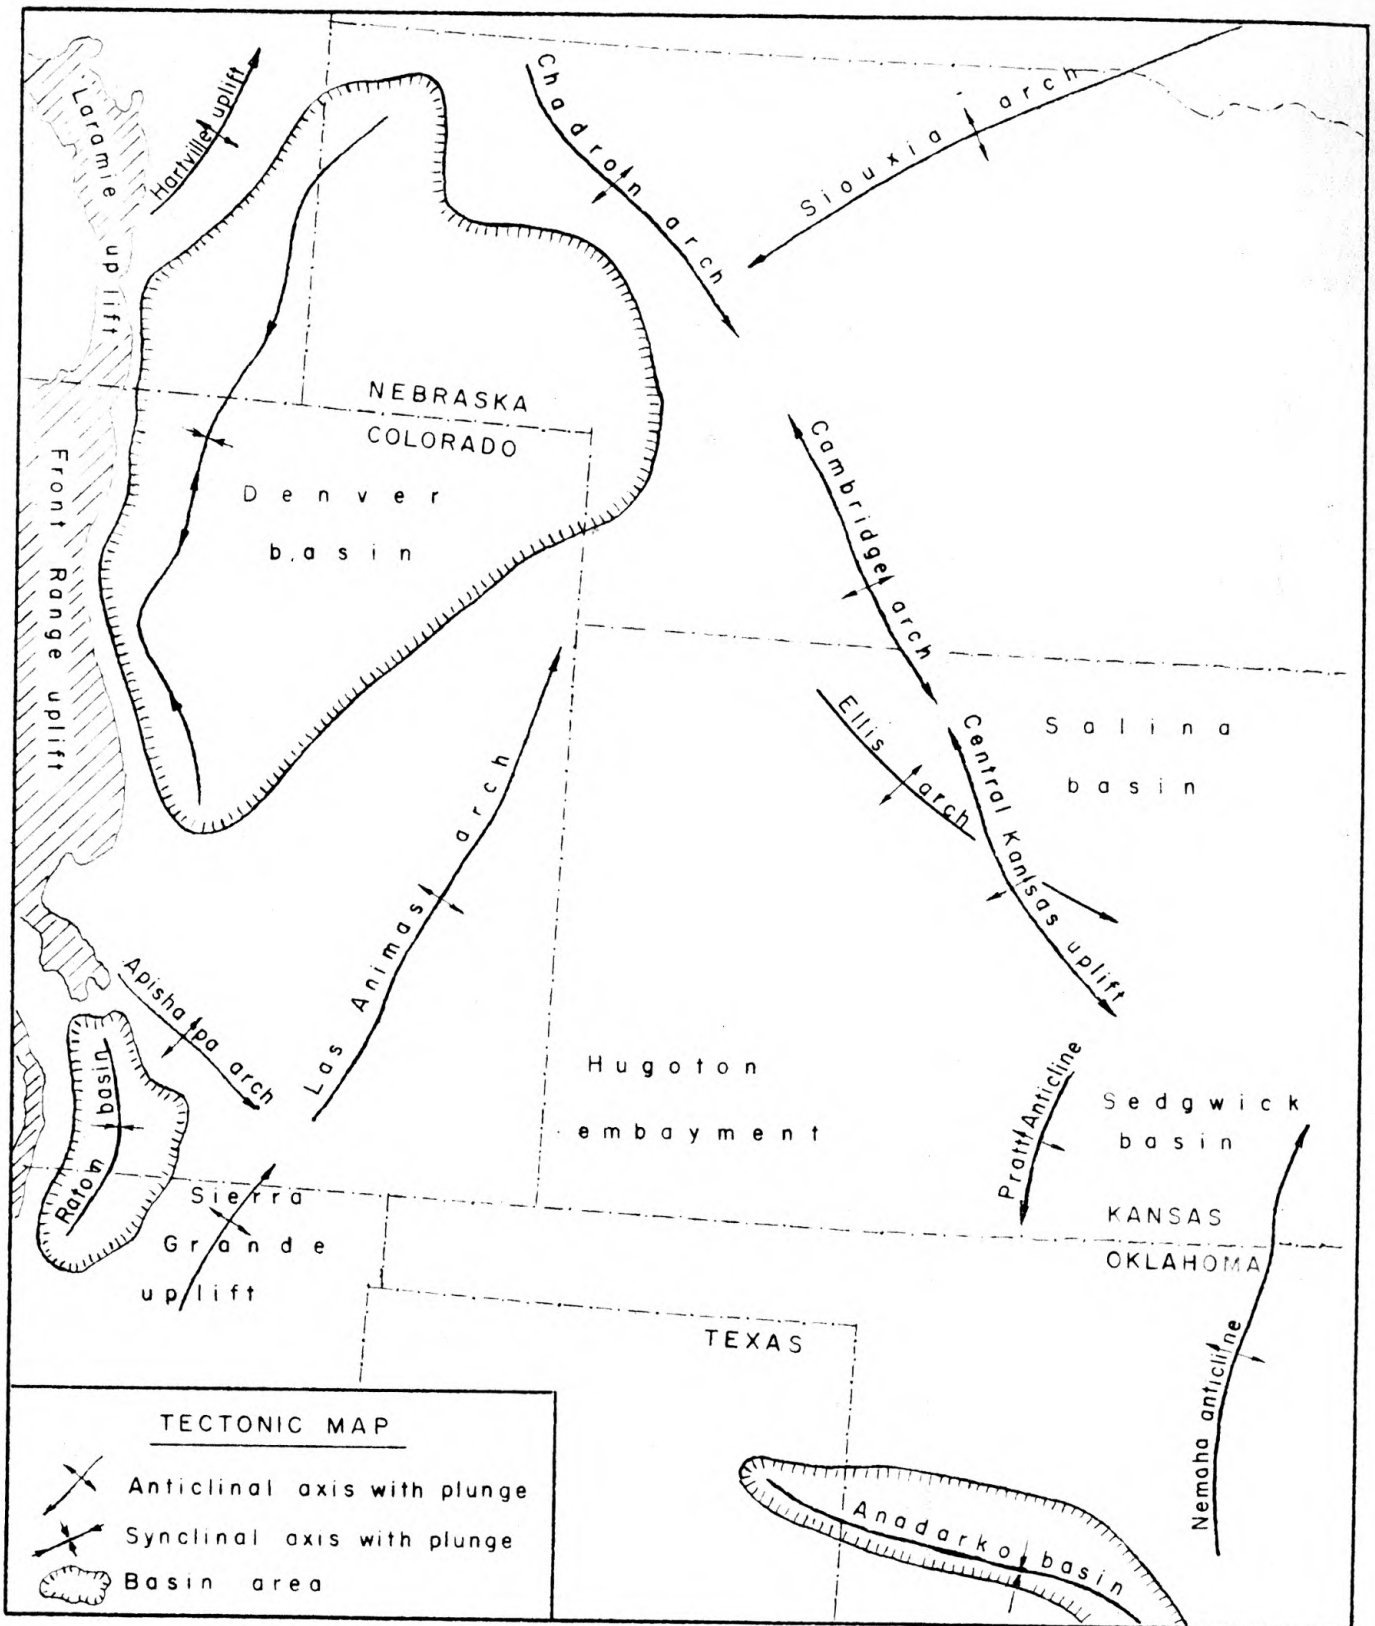 Laramie uplift
Hartville uplift
Chadron arch
Siouxia arch
NEBRASKA
COLORADO
Denver
basin
Front Range uplift
Cambridge arch
Ellis arch
Central Kansas uplift
Salina
basin
Las Animas arch
Apishapa arch
Raton basin
Sierra
Grande
uplift
Hugoton
embayment
Pratt Anticline
Sedgwick
basin
KANSAS
OKLAHOMA
Nemaha anticline
TEXAS
Anadarko basin
TECTONIC MAP
Anticlinal axis with plunge
Synclinal axis with plunge
Basin area